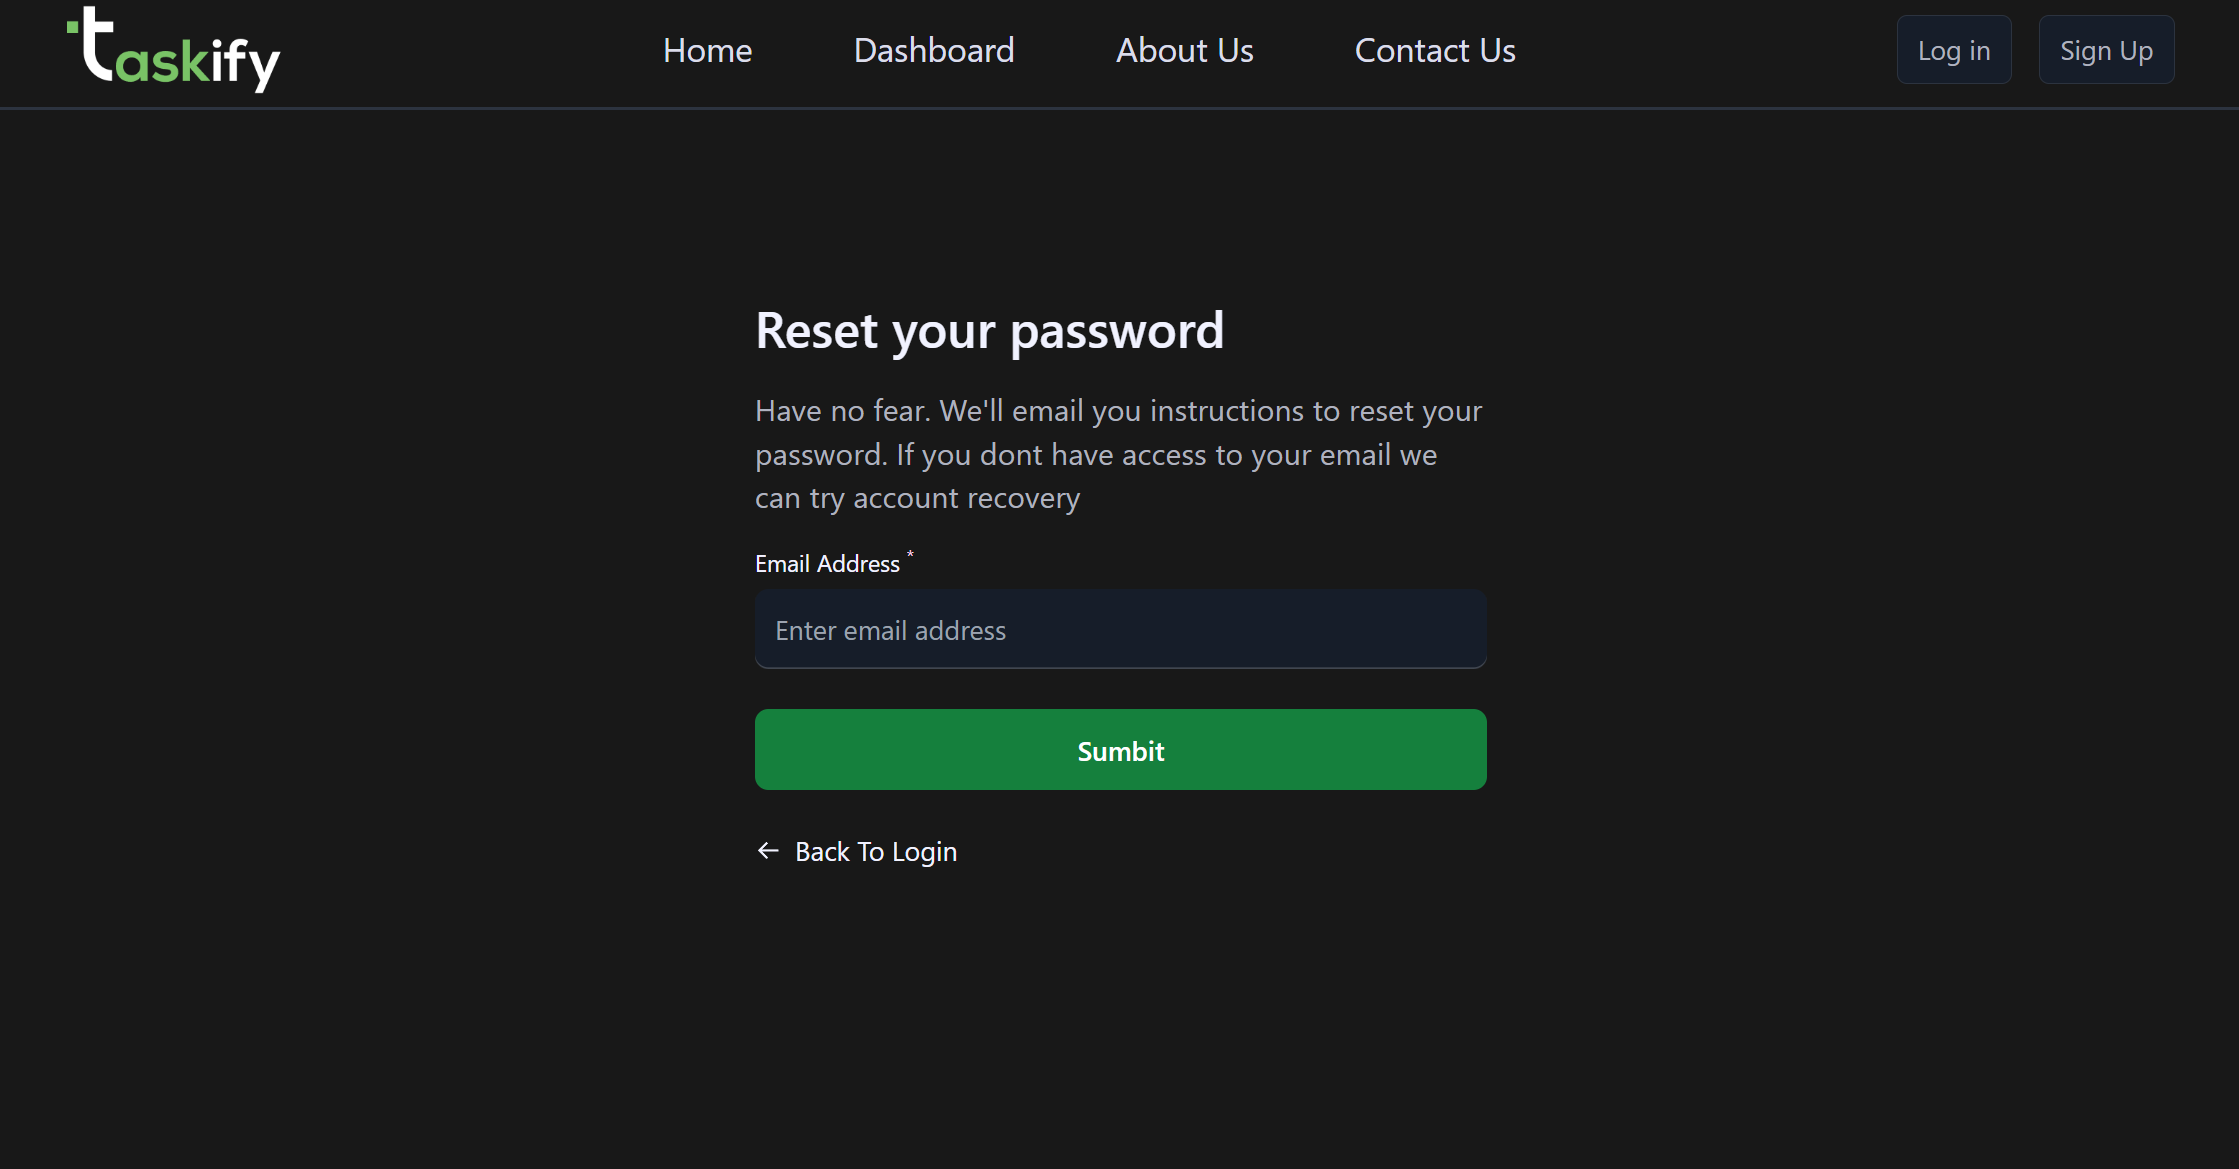 taskify
Home Dashboard About Us Contact Us Log in Sign Up
Reset your password
Have no fear. We'll email you instructions to reset your
password. If you dont have access to your email we
can try account recovery
Email Address *
Enter email address
Sumbit
← Back To Login